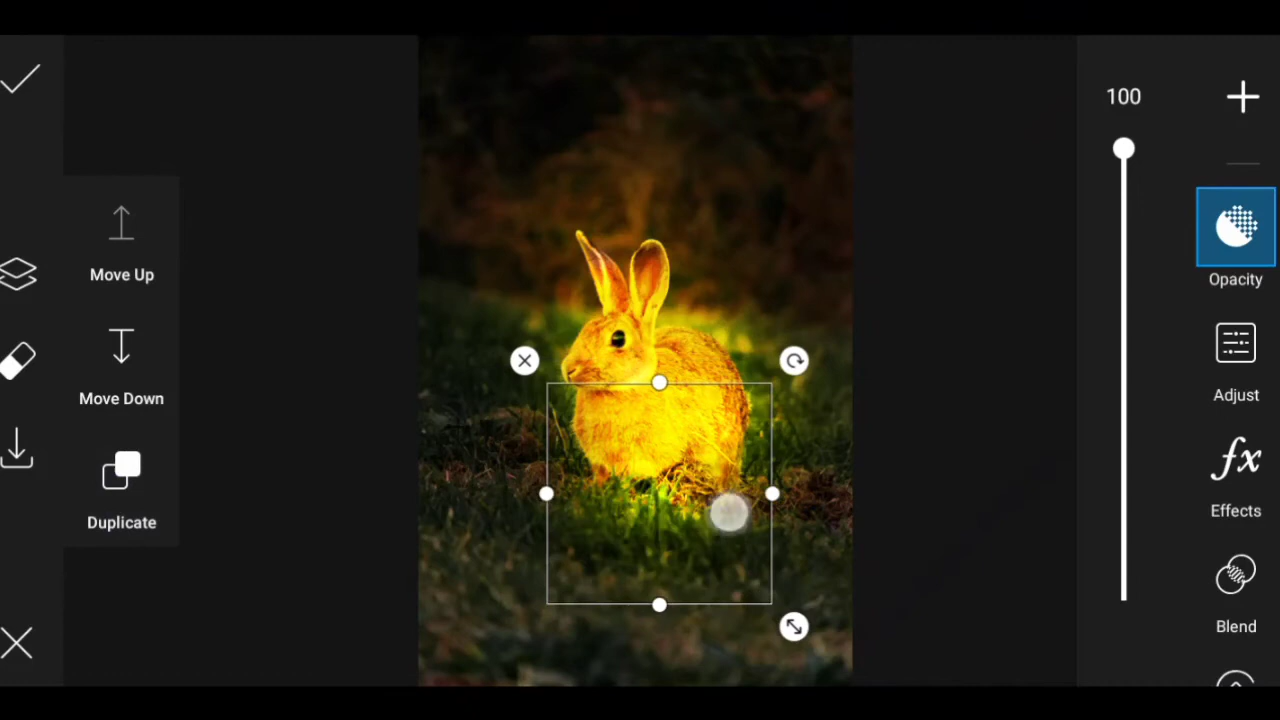 100
Move Up
Opacity
Move Down
Adjust
fx
Effects
Duplicate
Blend